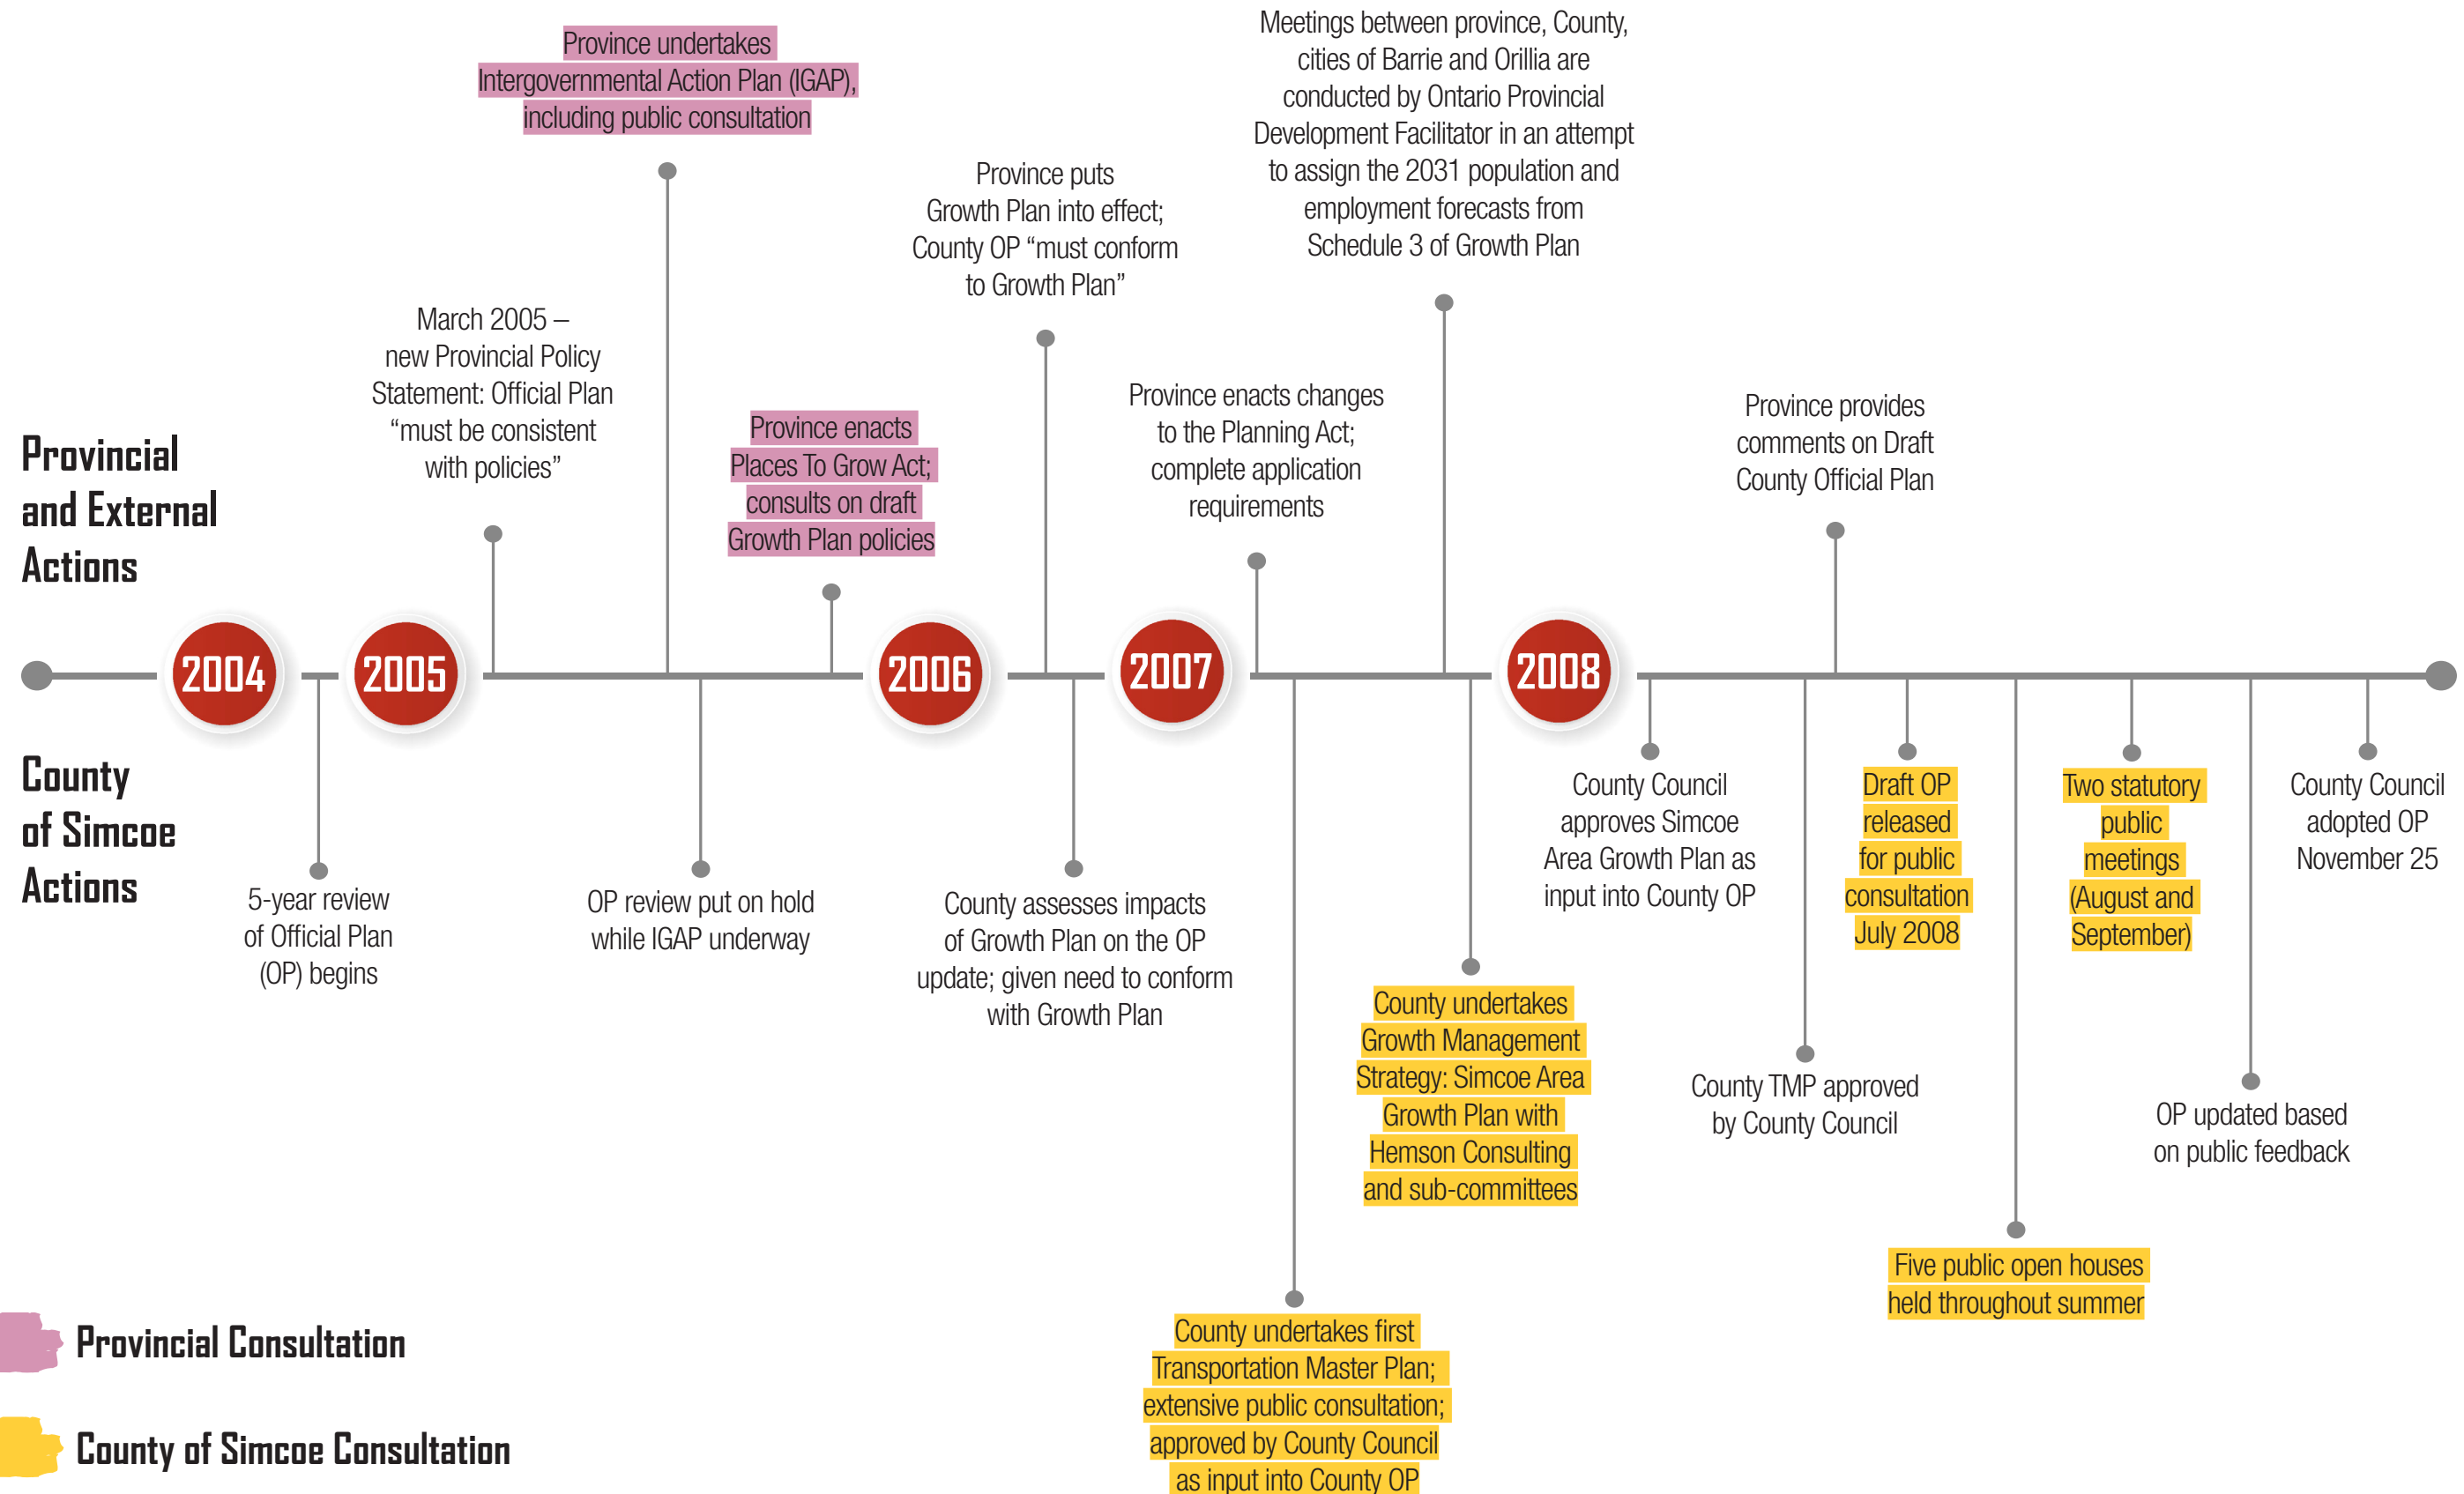 Province undertakes
Intergovernmental Action Plan (IGAP),
including public consultation
Meetings between province, County,
cities of Barrie and Orillia are
conducted by Ontario Provincial
Development Facilitator in an attempt
to assign the 2031 population and
employment forecasts from
Schedule 3 of Growth Plan
Province puts
Growth Plan into effect;
County OP “must conform
to Growth Plan”
March 2005 –
new Provincial Policy
Statement: Official Plan
“must be consistent
with policies”
Province enacts
Places To Grow Act;
consults on draft
Growth Plan policies
Province enacts changes
to the Planning Act;
complete application
requirements
Province provides
comments on Draft
County Official Plan
Provincial
and External
Actions
2004
2005
2006
2007
2008
County
of Simcoe
Actions
5-year review
of Official Plan
(OP) begins
OP review put on hold
while IGAP underway
County assesses impacts
of Growth Plan on the OP
update; given need to conform
with Growth Plan
County undertakes first
Transportation Master Plan;
extensive public consultation;
approved by County Council
as input into County OP
County undertakes
Growth Management
Strategy: Simcoe Area
Growth Plan with
Hemson Consulting
and sub-committees
County Council
approves Simcoe
Area Growth Plan as
input into County OP
County TMP approved
by County Council
Draft OP
released
for public
consultation
July 2008
Five public open houses
held throughout summer
Two statutory
public
meetings
(August and
September)
OP updated based
on public feedback
County Council
adopted OP
November 25
Provincial Consultation
County of Simcoe Consultation